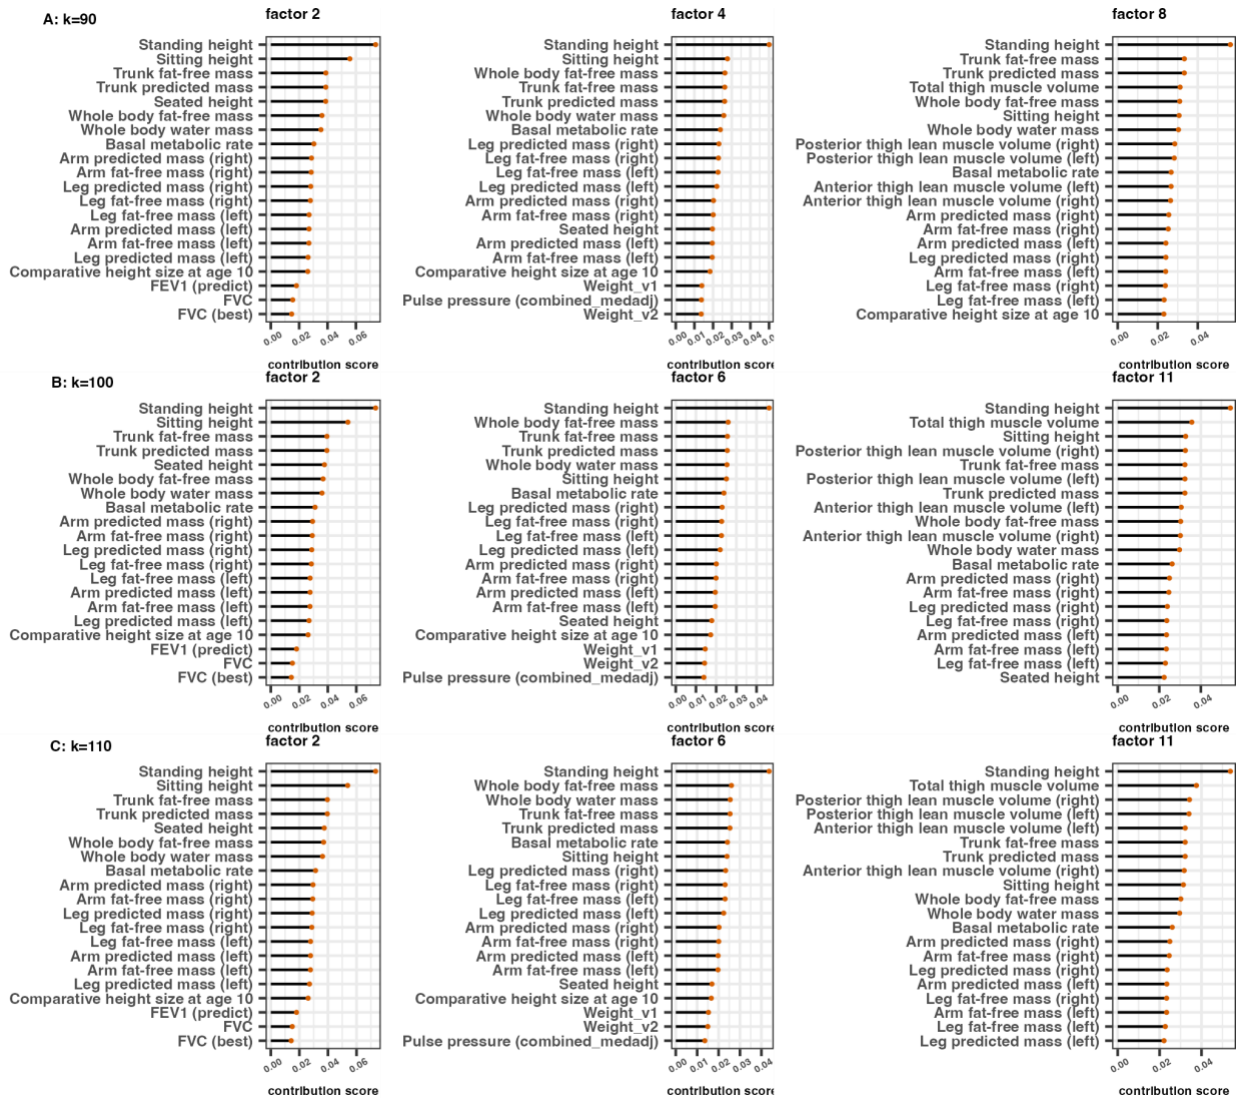 A: k=90
factor 2
Standing height
Sitting height
Trunk fat-free mass
Trunk predicted mass
Seated height
Whole body fat-free mass
Whole body water mass
Basal metabolic rate
Arm predicted mass (right)
Arm fat-free mass (right)
Leg predicted mass (right)
Leg fat-free mass (right)
Leg fat-free mass (left)
Arm predicted mass (left)
Arm fat-free mass (left)
Leg predicted mass (left)
Comparative height size at age 10
FEV1 (predict)
FVC
FVC (best)
0.00 0.02 0.04 0.06
contribution score
factor 4
Standing height
Sitting height
Whole body fat-free mass
Trunk fat-free mass
Trunk predicted mass
Whole body water mass
Basal metabolic rate
Leg predicted mass (right)
Leg fat-free mass (right)
Leg fat-free mass (left)
Leg predicted mass (left)
Arm predicted mass (right)
Arm fat-free mass (right)
Seated height
Arm predicted mass (left)
Arm fat-free mass (left)
Comparative height size at age 10
Weight_v1
Pulse pressure (combined_medadj)
Weight_v2
0.00 0.01 0.02 0.03 0.04
contribution score
factor 8
Standing height
Trunk fat-free mass
Trunk predicted mass
Total thigh muscle volume
Whole body fat-free mass
Sitting height
Whole body water mass
Posterior thigh lean muscle volume (right)
Posterior thigh lean muscle volume (left)
Basal metabolic rate
Anterior thigh lean muscle volume (left)
Anterior thigh lean muscle volume (right)
Arm predicted mass (right)
Arm fat-free mass (right)
Arm predicted mass (left)
Leg predicted mass (right)
Arm fat-free mass (left)
Leg fat-free mass (right)
Leg fat-free mass (left)
Comparative height size at age 10
0.00 0.02 0.04
contribution score
B: k=100
factor 2
Standing height
Sitting height
Trunk fat-free mass
Trunk predicted mass
Seated height
Whole body fat-free mass
Whole body water mass
Basal metabolic rate
Arm predicted mass (right)
Arm fat-free mass (right)
Leg predicted mass (right)
Leg fat-free mass (right)
Leg fat-free mass (left)
Arm predicted mass (left)
Arm fat-free mass (left)
Leg predicted mass (left)
Comparative height size at age 10
FEV1 (predict)
FVC
FVC (best)
0.00 0.02 0.04 0.06
contribution score
factor 6
Standing height
Whole body fat-free mass
Trunk fat-free mass
Trunk predicted mass
Whole body water mass
Sitting height
Basal metabolic rate
Leg predicted mass (right)
Leg fat-free mass (right)
Leg fat-free mass (left)
Leg predicted mass (left)
Arm predicted mass (right)
Arm fat-free mass (right)
Arm predicted mass (left)
Arm fat-free mass (left)
Seated height
Comparative height size at age 10
Weight_v1
Weight_v2
Pulse pressure (combined_medadj)
0.00 0.01 0.02 0.03 0.04
contribution score
factor 11
Standing height
Total thigh muscle volume
Sitting height
Posterior thigh lean muscle volume (right)
Trunk fat-free mass
Posterior thigh lean muscle volume (left)
Trunk predicted mass
Anterior thigh lean muscle volume (left)
Whole body fat-free mass
Anterior thigh lean muscle volume (right)
Whole body water mass
Basal metabolic rate
Arm predicted mass (right)
Arm fat-free mass (right)
Leg predicted mass (right)
Leg fat-free mass (right)
Arm predicted mass (left)
Arm fat-free mass (left)
Leg fat-free mass (left)
Seated height
0.00 0.02 0.04
contribution score
C: k=110
factor 2
Standing height
Sitting height
Trunk fat-free mass
Trunk predicted mass
Seated height
Whole body fat-free mass
Whole body water mass
Basal metabolic rate
Arm predicted mass (right)
Arm fat-free mass (right)
Leg predicted mass (right)
Leg fat-free mass (right)
Leg fat-free mass (left)
Arm predicted mass (left)
Arm fat-free mass (left)
Leg predicted mass (left)
Comparative height size at age 10
FEV1 (predict)
FVC
FVC (best)
0.00 0.02 0.04 0.06
contribution score
factor 6
Standing height
Whole body fat-free mass
Whole body water mass
Trunk fat-free mass
Trunk predicted mass
Basal metabolic rate
Sitting height
Leg predicted mass (right)
Leg fat-free mass (right)
Leg fat-free mass (left)
Leg predicted mass (left)
Arm predicted mass (right)
Arm fat-free mass (right)
Arm predicted mass (left)
Arm fat-free mass (left)
Seated height
Comparative height size at age 10
Weight_v1
Weight_v2
Pulse pressure (combined_medadj)
0.00 0.01 0.02 0.03 0.04
contribution score
factor 11
Standing height
Total thigh muscle volume
Posterior thigh lean muscle volume (right)
Posterior thigh lean muscle volume (left)
Anterior thigh lean muscle volume (left)
Trunk fat-free mass
Trunk predicted mass
Anterior thigh lean muscle volume (right)
Sitting height
Whole body fat-free mass
Whole body water mass
Basal metabolic rate
Arm predicted mass (right)
Arm fat-free mass (right)
Leg predicted mass (right)
Arm predicted mass (left)
Leg fat-free mass (right)
Arm fat-free mass (left)
Leg fat-free mass (left)
Leg predicted mass (left)
0.00 0.02 0.04
contribution score